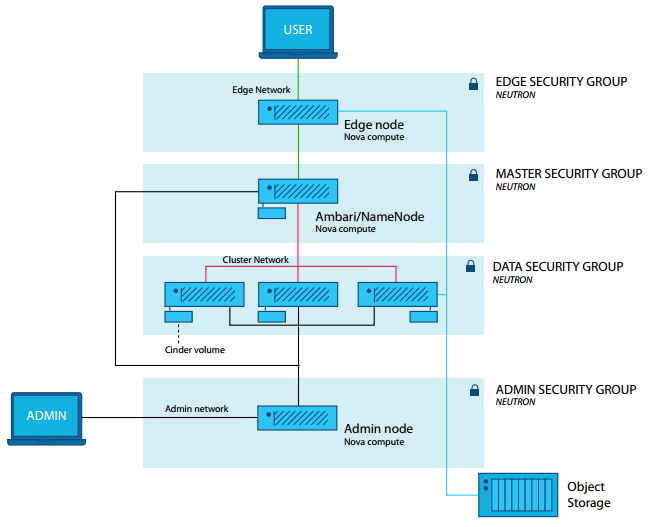 USER
EDGE SECURITY GROUP
NEUTRON
Edge Network
Edge node
Nova compute
MASTER SECURITY GROUP
NEUTRON
Ambari/NameNode
Nova compute
Cluster Network
DATA SECURITY GROUP
NEUTRON
Cinder volume
ADMIN SECURITY GROUP
NEUTRON
ADMIN
Admin network
Admin node
Nova compute
Object
Storage